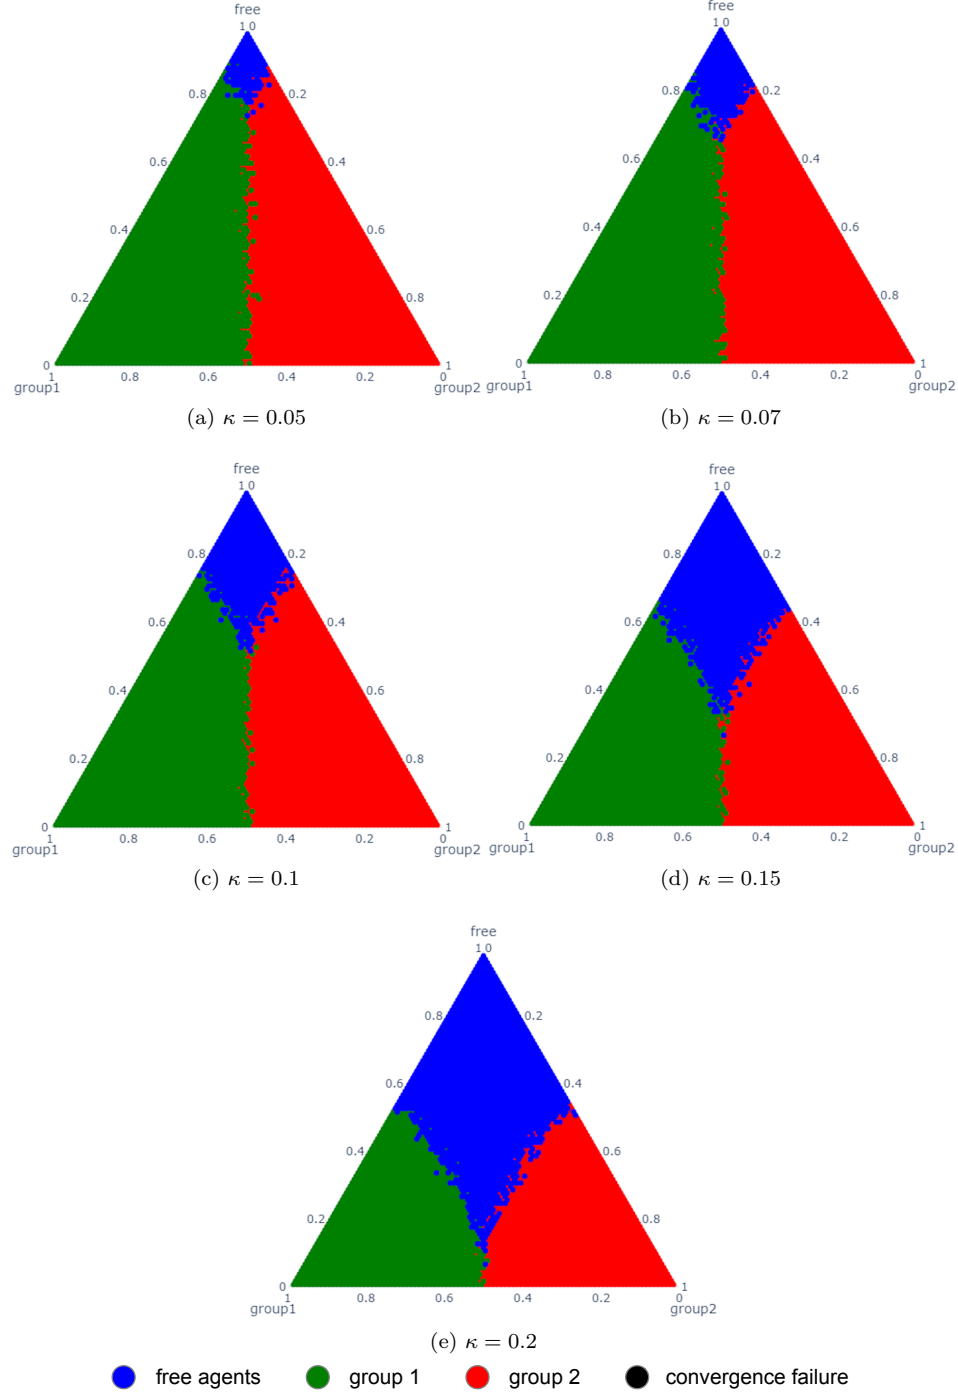 free
1 0
0.8 0.2
0.6 0.4
0.4 0.6
0.2 0.8
0 1
1 0.8 0.6 0.4 0.2 0
group1 group2
(a) κ = 0.05
free
1 0
0.8 0.2
0.6 0.4
0.4 0.6
0.2 0.8
0 1
1 0.8 0.6 0.4 0.2 0
group1 group2
(b) κ = 0.07
free
1 0
0.8 0.2
0.6 0.4
0.4 0.6
0.2 0.8
0 1
1 0.8 0.6 0.4 0.2 0
group1 group2
(c) κ = 0.1
free
1 0
0.8 0.2
0.6 0.4
0.4 0.6
0.2 0.8
0 1
1 0.8 0.6 0.4 0.2 0
group1 group2
(d) κ = 0.15
free
1 0
0.8 0.2
0.6 0.4
0.4 0.6
0.2 0.8
0 1
1 0.8 0.6 0.4 0.2 0
group1 group2
(e) κ = 0.2
free agents group 1 group 2 convergence failure